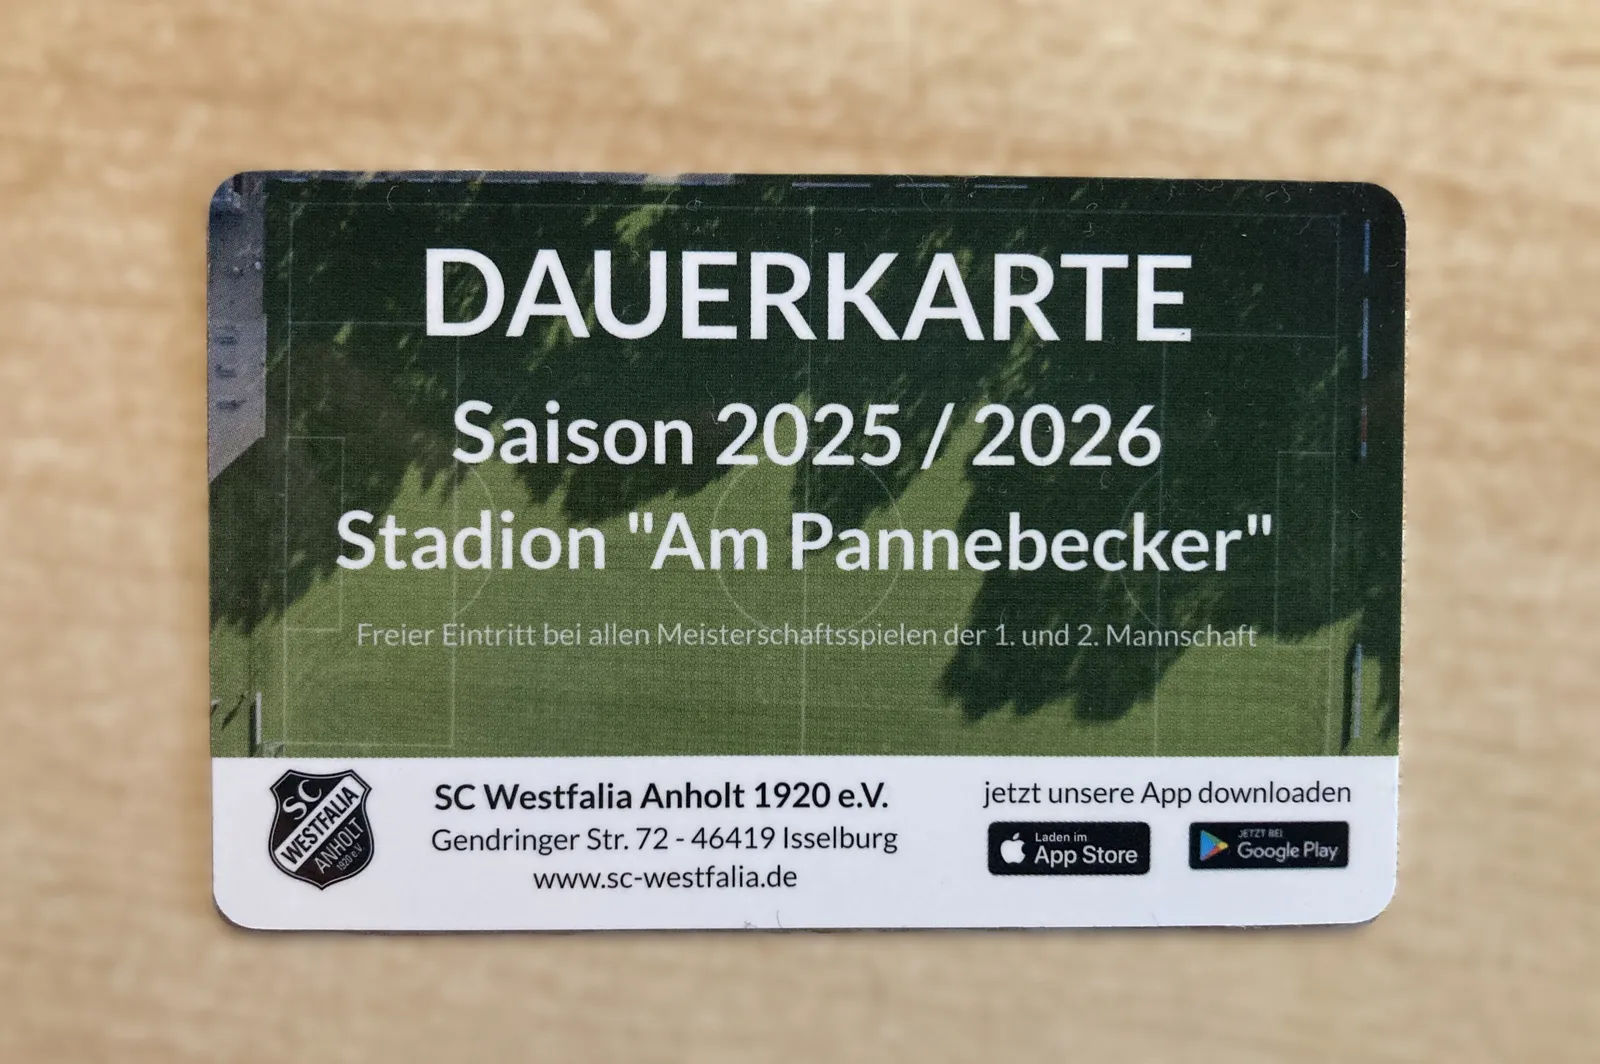 DAUERKARTE
Saison 2025 / 2026
Stadion "Am Pannebecker"
Freier Eintritt bei allen Meisterschaftsspielen der 1. und 2. Mannschaft
SC
WESTFALIA
ANHOLT
1920 e.V.
SC Westfalia Anholt 1920 e.V.
Gendringer Str. 72 - 46419 Isselburg
www.sc-westfalia.de
jetzt unsere App downloaden
Laden im
App Store
JETZT BEI
Google Play